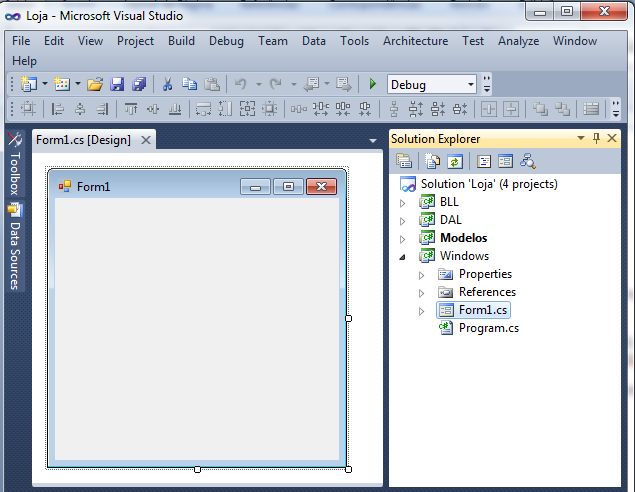 Loja - Microsoft Visual Studio
File Edit View Project Build Debug Team Data Tools Architecture Test Analyze Window
Help
Debug
Toolbox
Data Sources
Form1.cs [Design]
Form1
Solution Explorer
Solution 'Loja' (4 projects)
BLL
DAL
Modelos
Windows
Properties
References
Form1.cs
Program.cs